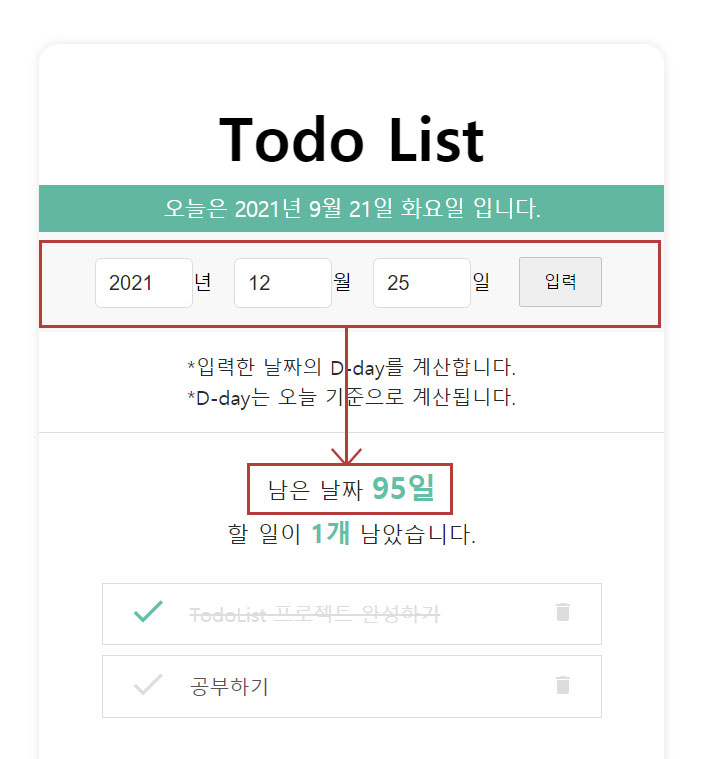 Todo List
오늘은 2021년 9월 21일 화요일 입니다.
2021 년 12 월 25 일 입력
*입력한 날짜의 D-day를 계산합니다.
*D-day는 오늘 기준으로 계산됩니다.
남은 날짜 95일
할 일이 1개 남았습니다.
TodoList 프로젝트 완성하기
공부하기